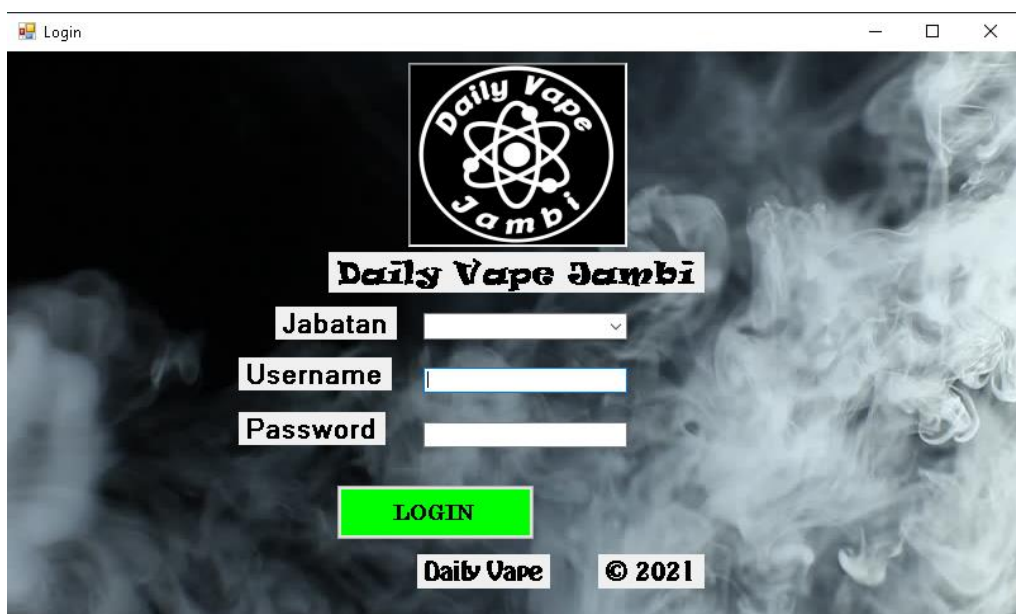 Login
Daily Vape
Jambi
Daily Vape Jambi
Jabatan
Username
Password
LOGIN
Daily Vape © 2021